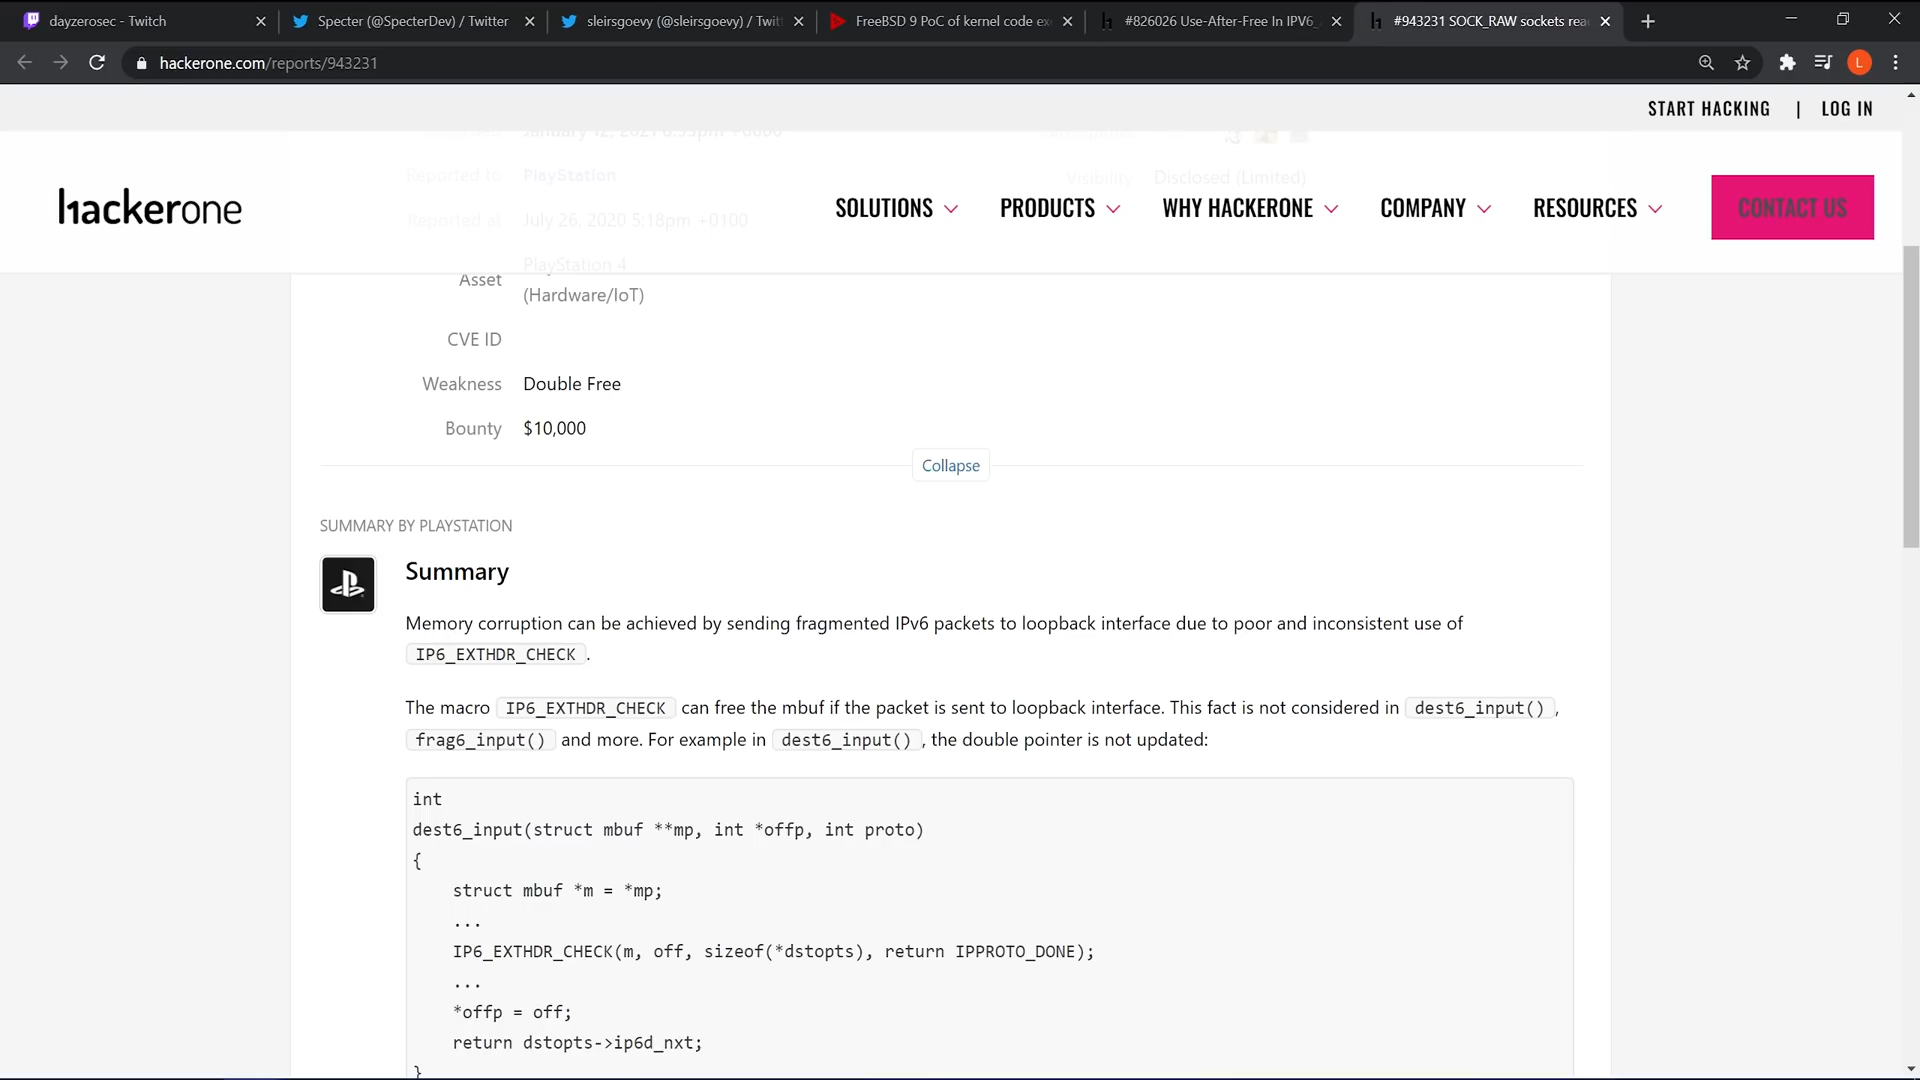 dayzerosec - Twitch
Specter (@SpecterDev) / Twitter
sleirsgoevy (@sleirsgoevy) / Twitt
FreeBSD 9 PoC of kernel code exe
#826026 Use-After-Free In IPV6_
#943231 SOCK_RAW sockets rea
hackerone.com/reports/943231
L
START HACKING | LOG IN
Reported to PlayStation
Visibility Disclosed (Limited)
hackerone
SOLUTIONS
PRODUCTS
WHY HACKERONE
COMPANY
RESOURCES
CONTACT US
Reported at July 26, 2020 5:18pm +0100
Asset PlayStation 4
(Hardware/IoT)
CVE ID
Weakness Double Free
Bounty $10,000
Collapse
SUMMARY BY PLAYSTATION
Summary
Memory corruption can be achieved by sending fragmented IPv6 packets to loopback interface due to poor and inconsistent use of
IP6_EXTHDR_CHECK .
The macro IP6_EXTHDR_CHECK can free the mbuf if the packet is sent to loopback interface. This fact is not considered in dest6_input() ,
frag6_input() and more. For example in dest6_input() , the double pointer is not updated:
int
dest6_input(struct mbuf **mp, int *offp, int proto)
{
struct mbuf *m = *mp;
...
IP6_EXTHDR_CHECK(m, off, sizeof(*dstopts), return IPPROTO_DONE);
...
*offp = off;
return dstopts->ip6d_nxt;
}